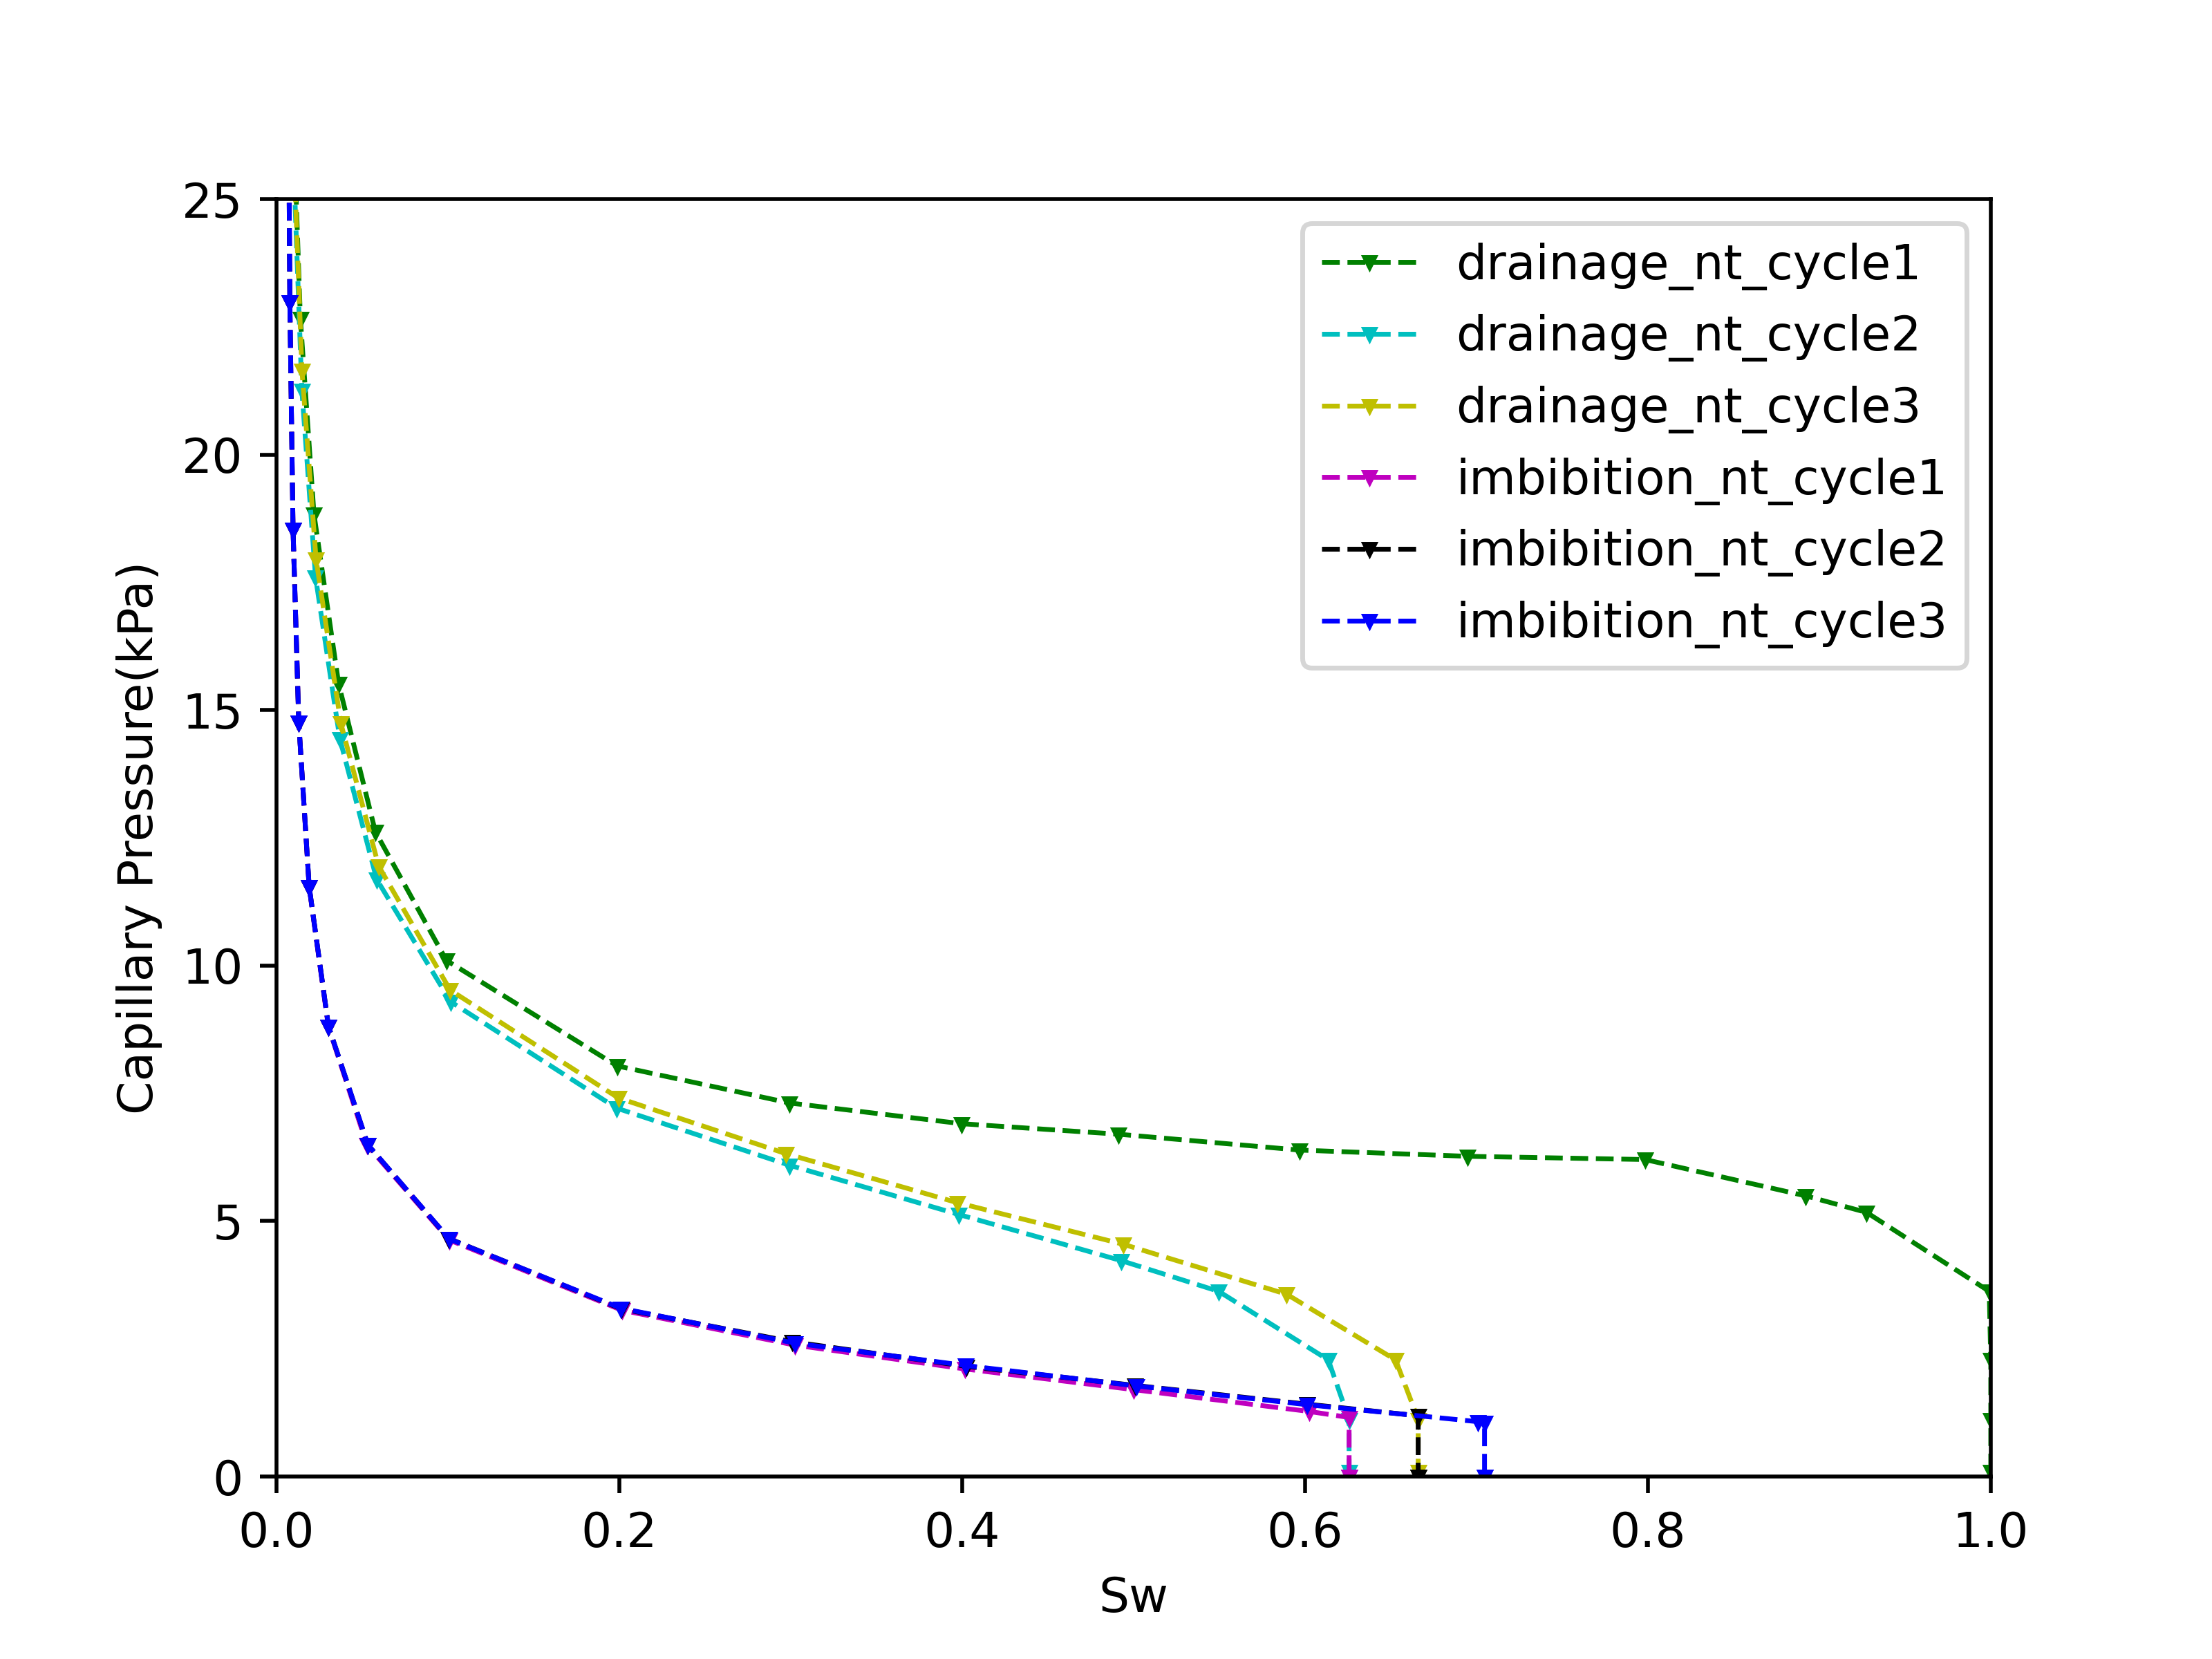 25
20
15
10
5
0
Capillary Pressure(kPa)
drainage_nt_cycle1
drainage_nt_cycle2
drainage_nt_cycle3
imbibition_nt_cycle1
imbibition_nt_cycle2
imbibition_nt_cycle3
0.0 0.2 0.4 0.6 0.8 1.0
Sw